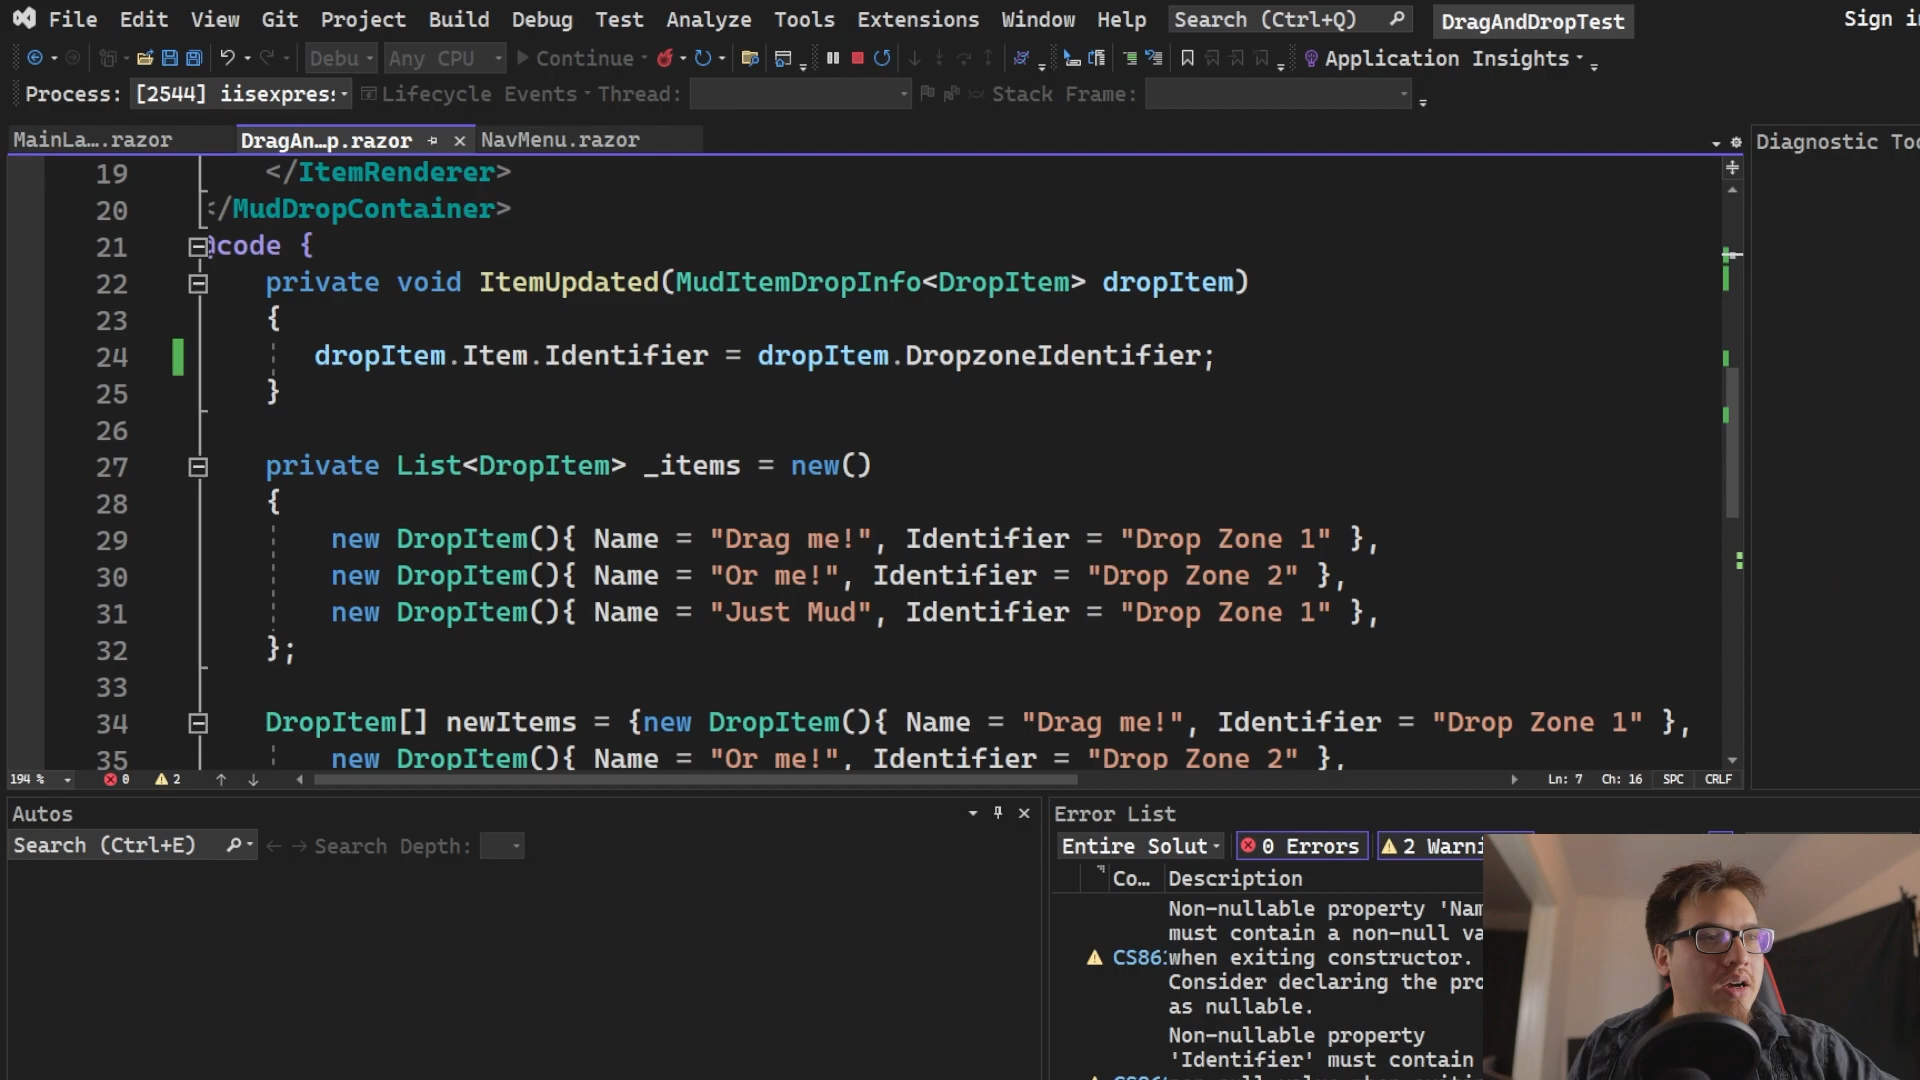 File Edit View Git Project Build Debug Test Analyze Tools Extensions Window Help Search (Ctrl+Q) DragAndDropTest Sign in
Debu Any CPU Continue Application Insights
Process: [2544] iisexpres: Lifecycle Events Thread: Stack Frame:
MainLa….razor DragAn…p.razor NavMenu.razor Diagnostic Too
19 </ItemRenderer>
20 </MudDropContainer>
21 @code {
22 private void ItemUpdated(MudItemDropInfo<DropItem> dropItem)
23 {
24 dropItem.Item.Identifier = dropItem.DropzoneIdentifier;
25 }
26
27 private List<DropItem> _items = new()
28 {
29 new DropItem(){ Name = "Drag me!", Identifier = "Drop Zone 1" },
30 new DropItem(){ Name = "Or me!", Identifier = "Drop Zone 2" },
31 new DropItem(){ Name = "Just Mud", Identifier = "Drop Zone 1" },
32 };
33
34 DropItem[] newItems = {new DropItem(){ Name = "Drag me!", Identifier = "Drop Zone 1" },
35 new DropItem(){ Name = "Or me!", Identifier = "Drop Zone 2" },
194 % 0 2 Ln: 7 Ch: 16 SPC CRLF
Autos
Search (Ctrl+E) Search Depth:
Error List
Entire Solut 0 Errors 2 Warni
Co… Description
Non-nullable property 'Nam
must contain a non-null va
CS861 when exiting constructor.
Consider declaring the pro
as nullable.
Non-nullable property
'Identifier' must contain